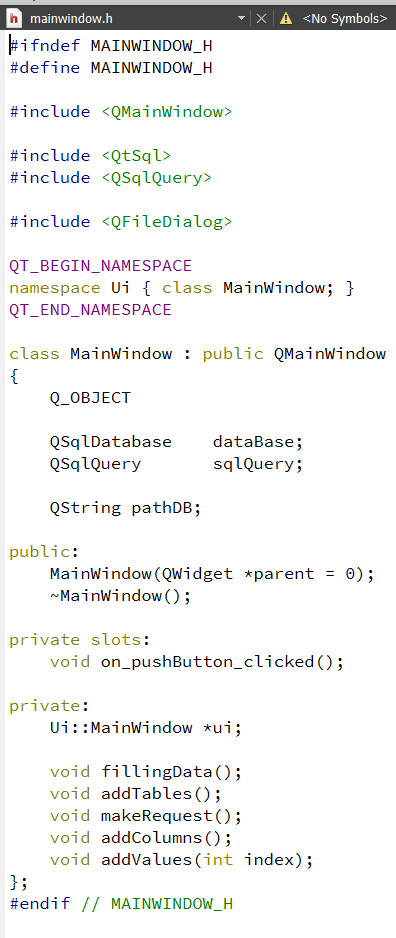 h mainwindow.h <No Symbols>
#ifndef MAINWINDOW_H
#define MAINWINDOW_H

#include <QMainWindow>

#include <QtSql>
#include <QSqlQuery>

#include <QFileDialog>

QT_BEGIN_NAMESPACE
namespace Ui { class MainWindow; }
QT_END_NAMESPACE

class MainWindow : public QMainWindow
{
    Q_OBJECT

    QSqlDatabase    dataBase;
    QSqlQuery       sqlQuery;

    QString pathDB;

public:
    MainWindow(QWidget *parent = 0);
    ~MainWindow();

private slots:
    void on_pushButton_clicked();

private:
    Ui::MainWindow *ui;

    void fillingData();
    void addTables();
    void makeRequest();
    void addColumns();
    void addValues(int index);
};
#endif // MAINWINDOW_H